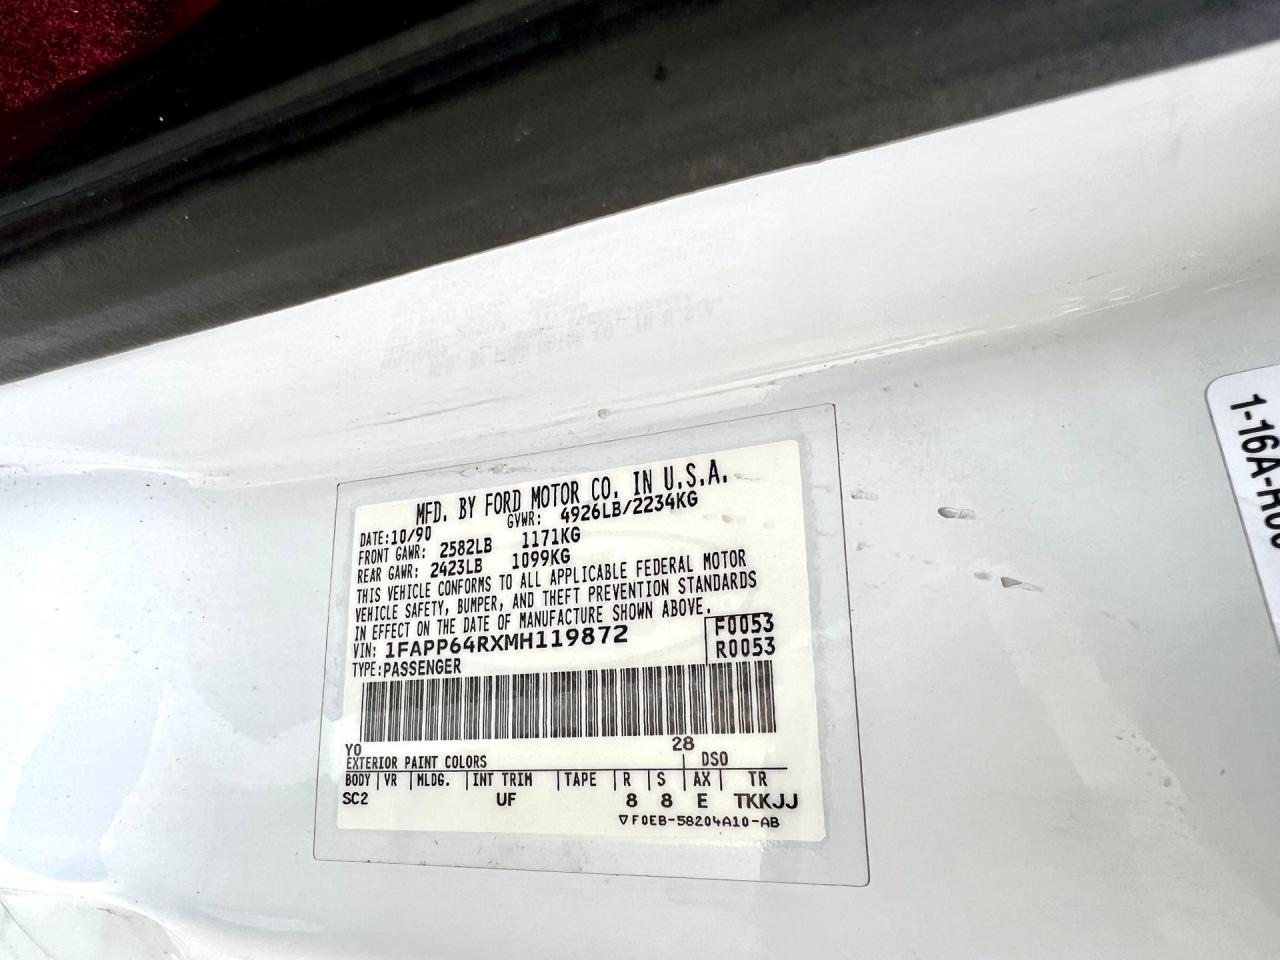 MFD. BY FORD MOTOR CO. IN U.S.A.
DATE:10/90 GVWR: 4926LB/2234KG
FRONT GAWR: 2582LB 1171KG
REAR GAWR: 2423LB 1099KG
THIS VEHICLE CONFORMS TO ALL APPLICABLE FEDERAL MOTOR
VEHICLE SAFETY, BUMPER, AND THEFT PREVENTION STANDARDS
IN EFFECT ON THE DATE OF MANUFACTURE SHOWN ABOVE.
VIN: 1FAPP64RXMH119872 F0053
TYPE:PASSENGER R0053
YO 28
EXTERIOR PAINT COLORS DSO
BODY VR MLDG. INT TRIM TAPE R S AX TR
SC2 UF 8 8 E TKKJJ
▽F0EB-58204A10-AB